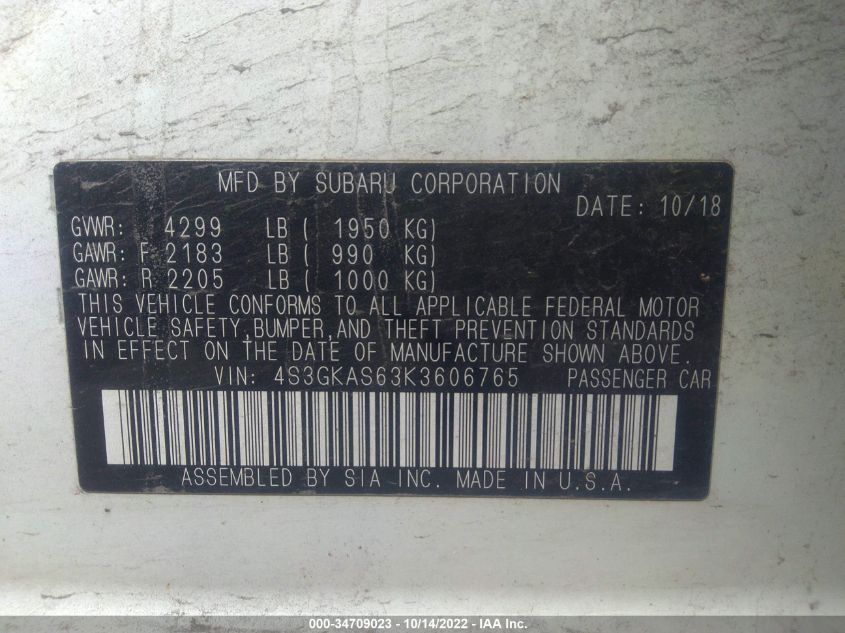 MFD BY SUBARU CORPORATION
DATE: 10/18
GVWR: 4299 LB ( 1950 KG)
GAWR: F 2183 LB ( 990 KG)
GAWR: R 2205 LB ( 1000 KG)
THIS VEHICLE CONFORMS TO ALL APPLICABLE FEDERAL MOTOR
VEHICLE SAFETY, BUMPER, AND THEFT PREVENTION STANDARDS
IN EFFECT ON THE DATE OF MANUFACTURE SHOWN ABOVE.
VIN: 4S3GKAS63K3606765 PASSENGER CAR
ASSEMBLED BY SIA INC. MADE IN U.S.A.
000-34709023 - 10/14/2022 - IAA Inc.